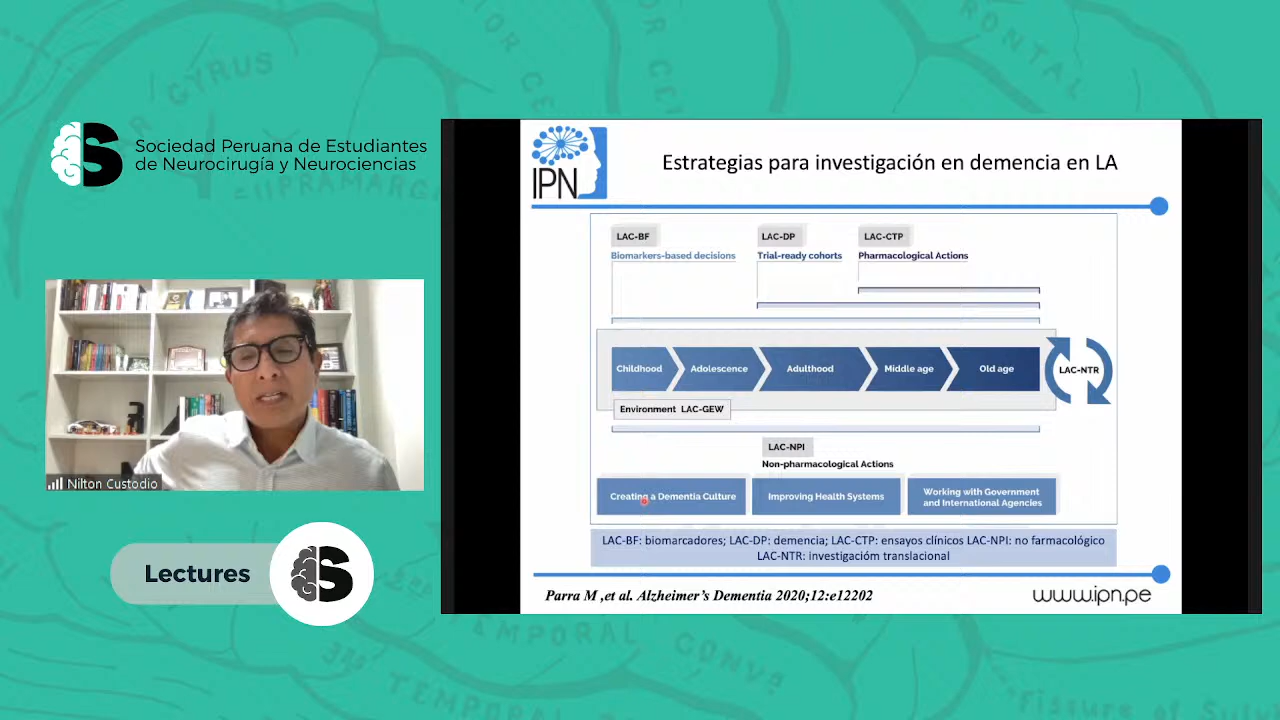 Sociedad Peruana de Estudiantes
de Neurocirugía y Neurociencias
Nilton Custodio
Lectures
IPN
Estrategias para investigación en demencia en LA
LAC-BF
LAC-DP
LAC-CTP
Biomarkers-based decisions
Trial-ready cohorts
Pharmacological Actions
Childhood
Adolescence
Adulthood
Middle age
Old age
LAC-NTR
Environment LAC-GEW
LAC-NPI
Non-pharmacological Actions
Creating a Dementia Culture
Improving Health Systems
Working with Government
and International Agencies
LAC-BF: biomarcadores; LAC-DP: demencia; LAC-CTP: ensayos clínicos LAC-NPI: no farmacológico
LAC-NTR: investigacióm translacional
Parra M ,et al. Alzheimer's Dementia 2020;12:e12202
www.ipn.pe
GYRUS
TEMPORAL CONV